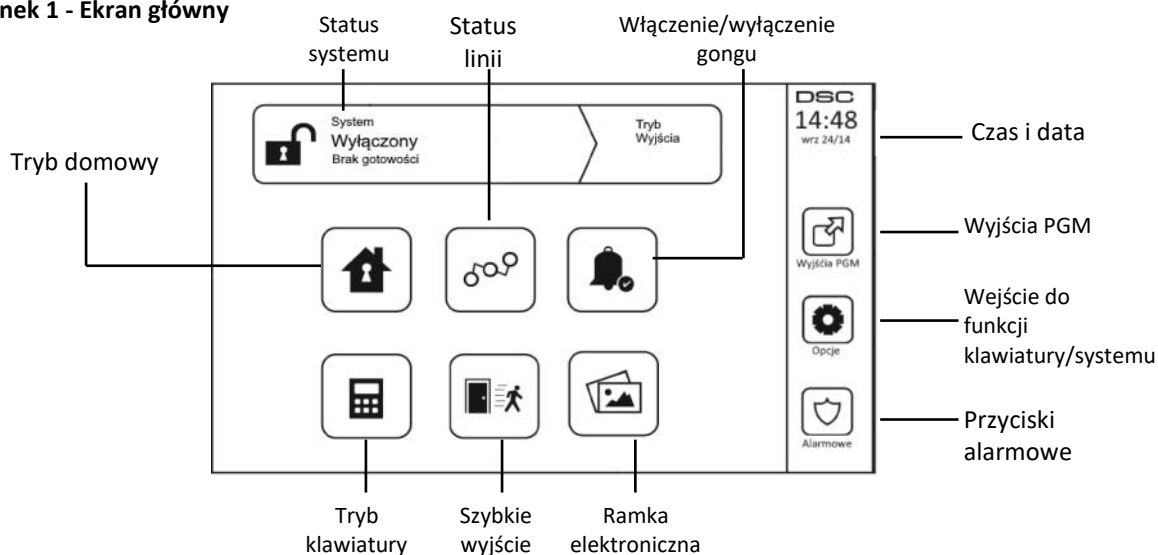 nek 1 - Ekran główny
Status
systemu
Status
linii
Włączenie/wyłączenie
gongu
Tryb domowy
System
Wyłączony
Brak gotowości
Tryb
Wyjścia
DSC
14:48
wrz 24/14
Czas i data
Wyjścia PGM
Wyjśćia PGM
Wejście do
funkcji
klawiatury/systemu
Opcje
Przyciski
alarmowe
Alarmowe
Tryb
klawiatury
Szybkie
wyjście
Ramka
elektroniczna